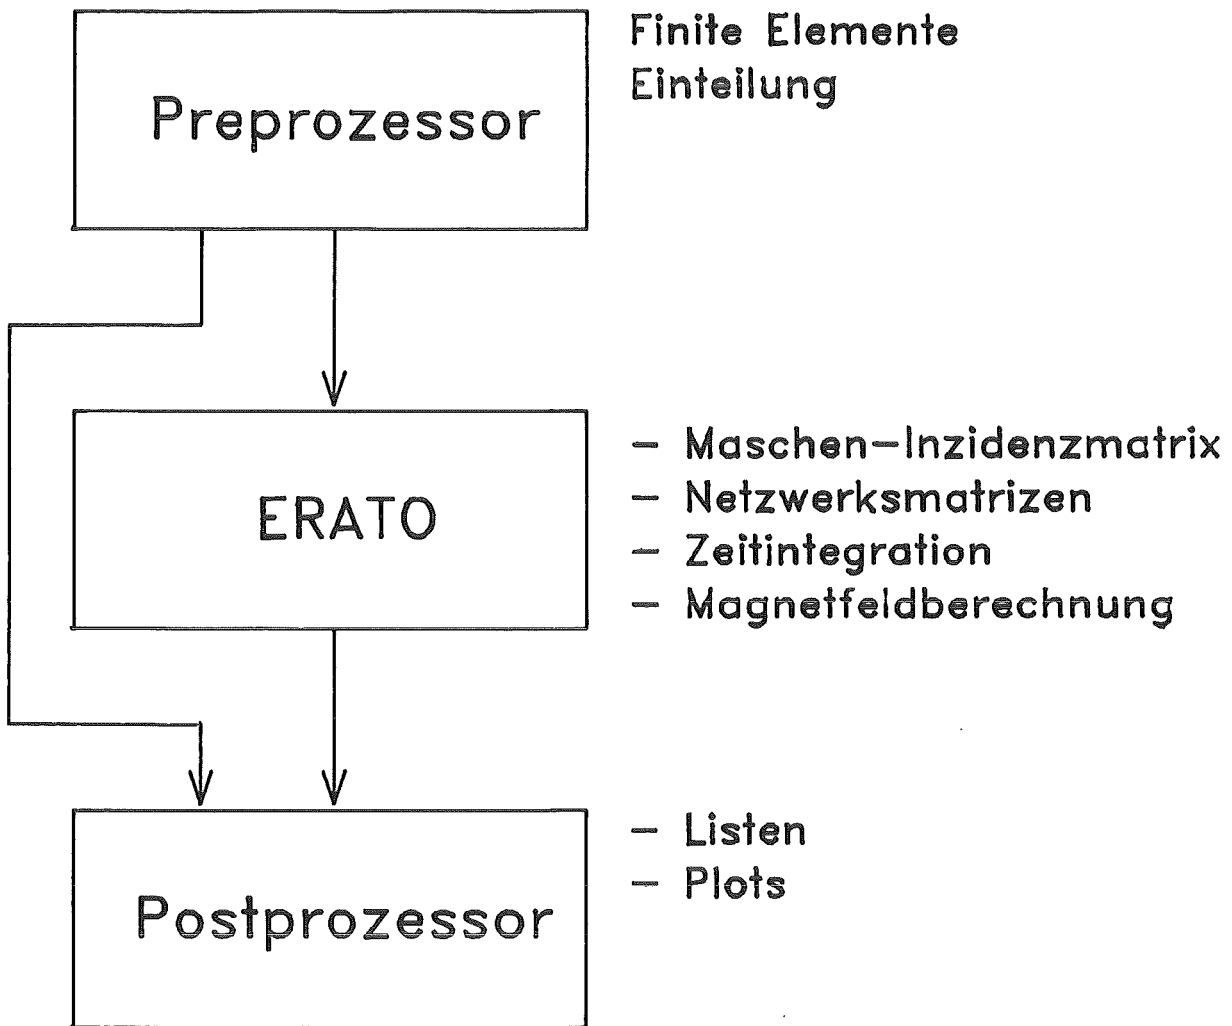 Finite Elemente
Einteilung
Preprozessor
ERATO
– Maschen–Inzidenzmatrix
– Netzwerksmatrizen
– Zeitintegration
– Magnetfeldberechnung
Postprozessor
– Listen
– Plots